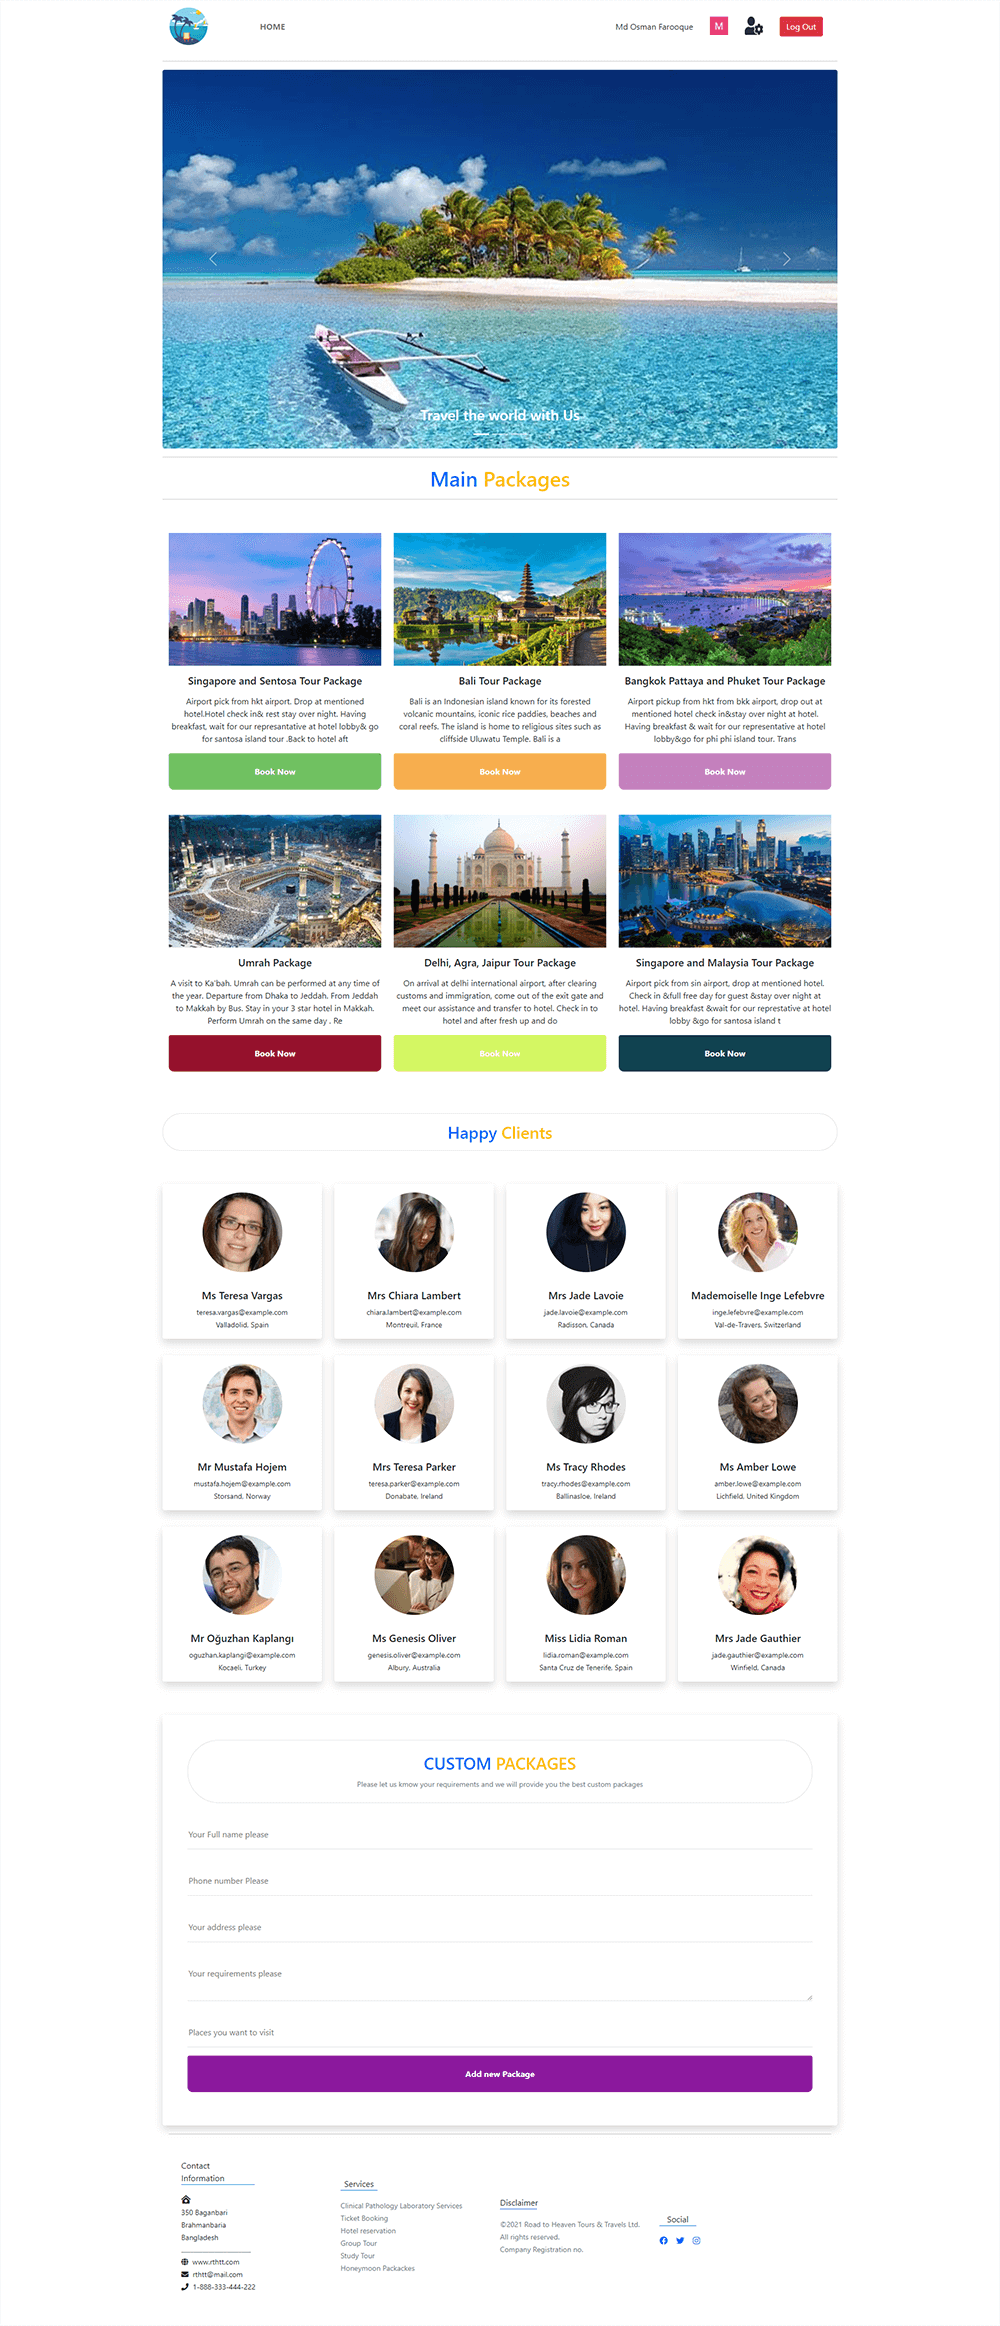 HOME
Md Osman Farooque
M
Log Out
Travel the world with Us
Main Packages
Singapore and Sentosa Tour Package
Airport pick from hkt airport. Drop at mentioned
hotel.Hotel check in& rest stay over night. Having
breakfast, wait for our represantative at hotel lobby& go
for santosa island tour .Back to hotel aft
Book Now
Bali Tour Package
Bali is an Indonesian island known for its forested
volcanic mountains, iconic rice paddies, beaches and
coral reefs. The island is home to religious sites such as
cliffside Uluwatu Temple. Bali is a
Book Now
Bangkok Pattaya and Phuket Tour Package
Airport pickup from hkt from bkk airport, drop out at
mentioned hotel check in&stay over night at hotel.
Having breakfast & wait for our representative at hotel
lobby&go for phi phi island tour. Trans
Book Now
Umrah Package
A visit to Ka'bah. Umrah can be performed at any time of
the year. Departure from Dhaka to Jeddah. From Jeddah
to Makkah by Bus. Stay in your 3 star hotel in Makkah.
Perform Umrah on the same day . Re
Book Now
Delhi, Agra, Jaipur Tour Package
On arrival at delhi international airport, after clearing
customs and immigration, come out of the exit gate and
meet our assistance and transfer to hotel. Check in to
hotel and after fresh up and do
Book Now
Singapore and Malaysia Tour Package
Airport pick from sin airport, drop at mentioned hotel.
Check in &full free day for guest &stay over night at
hotel. Having breakfast &wait for our represtative at hotel
lobby &go for santosa island t
Book Now
Happy Clients
Ms Teresa Vargas
teresa.vargas@example.com
Valladolid, Spain
Mrs Chiara Lambert
chiara.lambert@example.com
Montreuil, France
Mrs Jade Lavoie
jade.lavoie@example.com
Radisson, Canada
Mademoiselle Inge Lefebvre
inge.lefebvre@example.com
Val-de-Travers, Switzerland
Mr Mustafa Hojem
mustafa.hojem@example.com
Storsand, Norway
Mrs Teresa Parker
teresa.parker@example.com
Donabate, Ireland
Ms Tracy Rhodes
tracy.rhodes@example.com
Ballinasloe, Ireland
Ms Amber Lowe
amber.lowe@example.com
Lichfield, United Kingdom
Mr Oğuzhan Kaplangı
oguzhan.kaplangi@example.com
Kocaeli, Turkey
Ms Genesis Oliver
genesis.oliver@example.com
Albury, Australia
Miss Lidia Roman
lidia.roman@example.com
Santa Cruz de Tenerife, Spain
Mrs Jade Gauthier
jade.gauthier@example.com
Winfield, Canada
CUSTOM PACKAGES
Please let us kmow your requirements and we will provide you the best custom packages
Your Full name please
Phone number Please
Your address please
Your requirements please
Places you want to visit
Add new Package
Contact
Information
350 Baganbari
Brahmanbaria
Bangladesh
www.rthtt.com
rthtt@mail.com
1-888-333-444-222
Services
Clinical Pathology Laboratory Services
Ticket Booking
Hotel reservation
Group Tour
Study Tour
Honeymoon Packackes
Disclaimer
©2021 Road to Heaven Tours & Travels Ltd.
All rights reserved.
Company Registration no.
Social